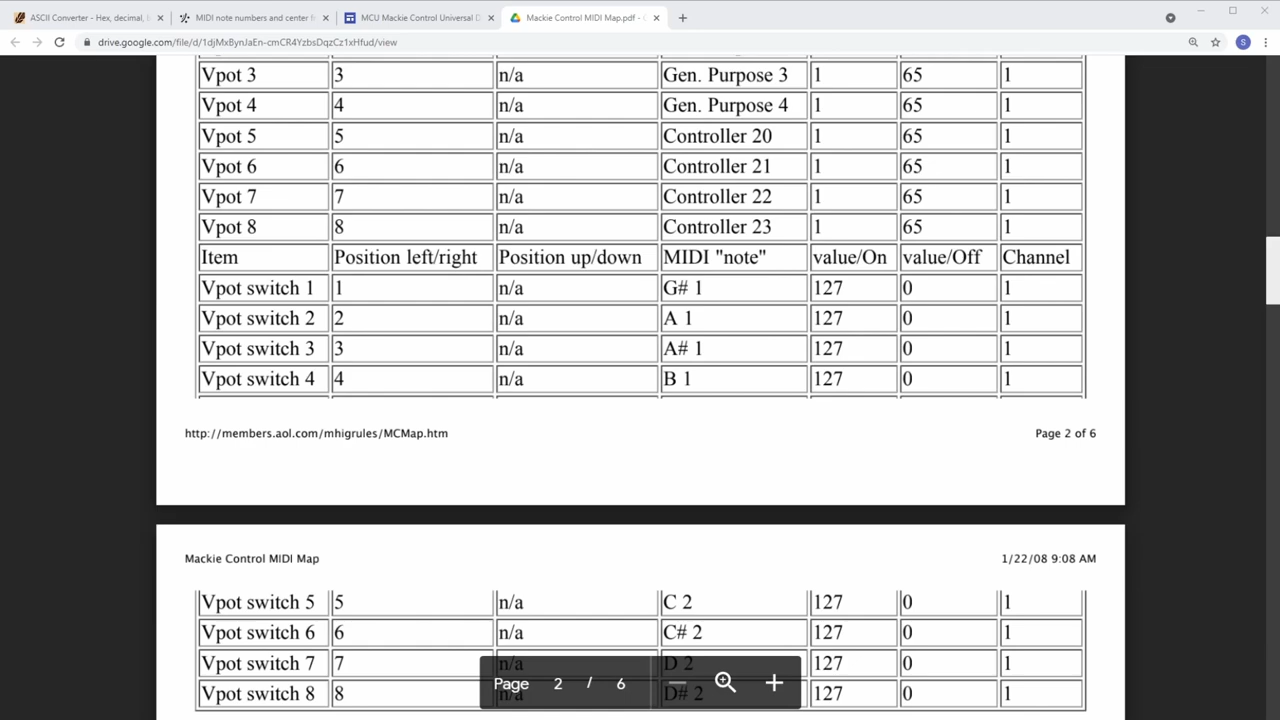 ASCII Converter - Hex, decimal,
MIDI note numbers and center f
MCU Mackie Control Universal D
Mackie Control MIDI Map.pdf -
drive.google.com/file/d/1djMxBynJaEn-cmCR4YzbsDqzCz1xHfud/view
S
Vpot 3 3 n/a Gen. Purpose 3 1 65 1
Vpot 4 4 n/a Gen. Purpose 4 1 65 1
Vpot 5 5 n/a Controller 20 1 65 1
Vpot 6 6 n/a Controller 21 1 65 1
Vpot 7 7 n/a Controller 22 1 65 1
Vpot 8 8 n/a Controller 23 1 65 1
Item Position left/right Position up/down MIDI "note" value/On value/Off Channel
Vpot switch 1 1 n/a G# 1 127 0 1
Vpot switch 2 2 n/a A 1 127 0 1
Vpot switch 3 3 n/a A# 1 127 0 1
Vpot switch 4 4 n/a B 1 127 0 1
http://members.aol.com/mhigrules/MCMap.htm Page 2 of 6
Mackie Control MIDI Map 1/22/08 9:08 AM
Vpot switch 5 5 n/a C 2 127 0 1
Vpot switch 6 6 n/a C# 2 127 0 1
Vpot switch 7 7 n/a D 2 127 0 1
Page 2 / 6
Vpot switch 8 8 n/a D# 2 127 0 1